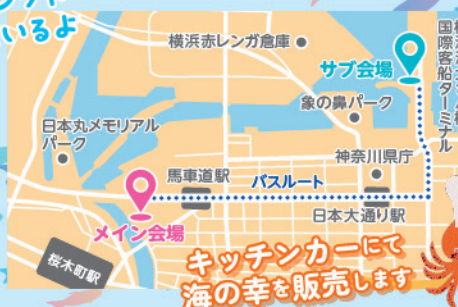 いるよ
横浜赤レンガ倉庫
サブ会場
国際客船ターミナル
象の鼻パーク
日本丸メモリアル
パーク
神奈川県庁
馬車道駅
バスルート
日本大通り駅
メイン会場
桜木町駅
キッチンカーにて
海の幸を販売します